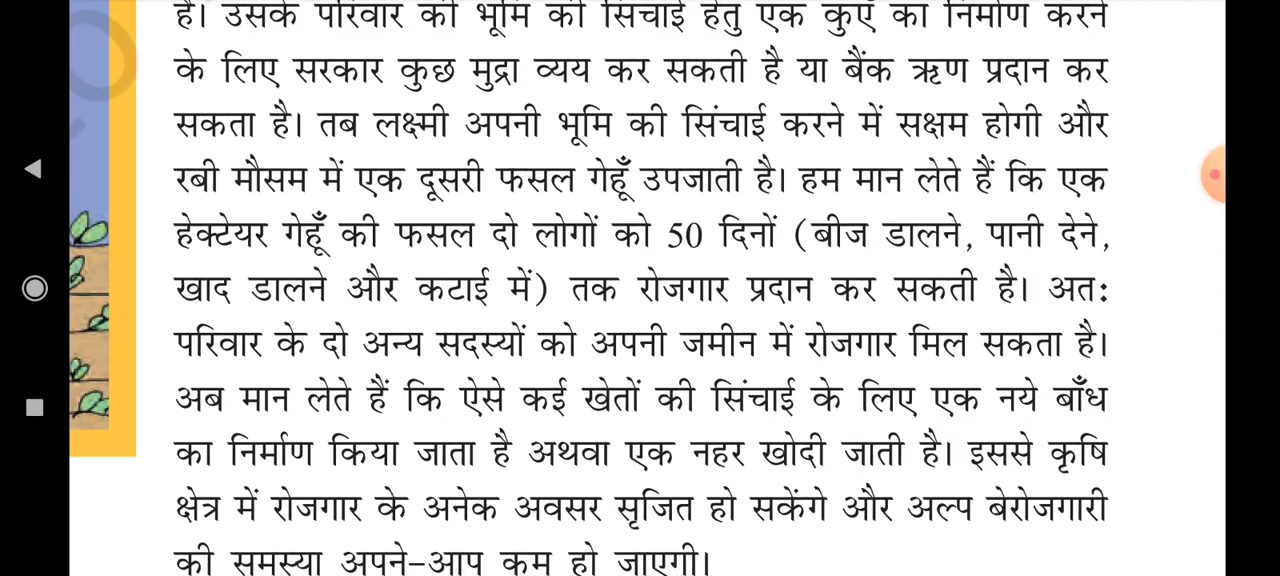 है। उसके परिवार की भूमि की सिंचाई हेतु एक कुएँ का निर्माण करने
के लिए सरकार कुछ मुद्रा व्यय कर सकती है या बैंक ऋण प्रदान कर
सकता है। तब लक्ष्मी अपनी भूमि की सिंचाई करने में सक्षम होगी और
रबी मौसम में एक दूसरी फसल गेहूँ उपजाती है। हम मान लेते हैं कि एक
हेक्टेयर गेहूँ की फसल दो लोगों को 50 दिनों (बीज डालने, पानी देने,
खाद डालने और कटाई में) तक रोजगार प्रदान कर सकती है। अतः
परिवार के दो अन्य सदस्यों को अपनी जमीन में रोजगार मिल सकता है।
अब मान लेते हैं कि ऐसे कई खेतों की सिंचाई के लिए एक नये बाँध
का निर्माण किया जाता है अथवा एक नहर खोदी जाती है। इससे कृषि
क्षेत्र में रोजगार के अनेक अवसर सृजित हो सकेंगे और अल्प बेरोजगारी
की समस्या अपने-आप कम हो जाएगी।